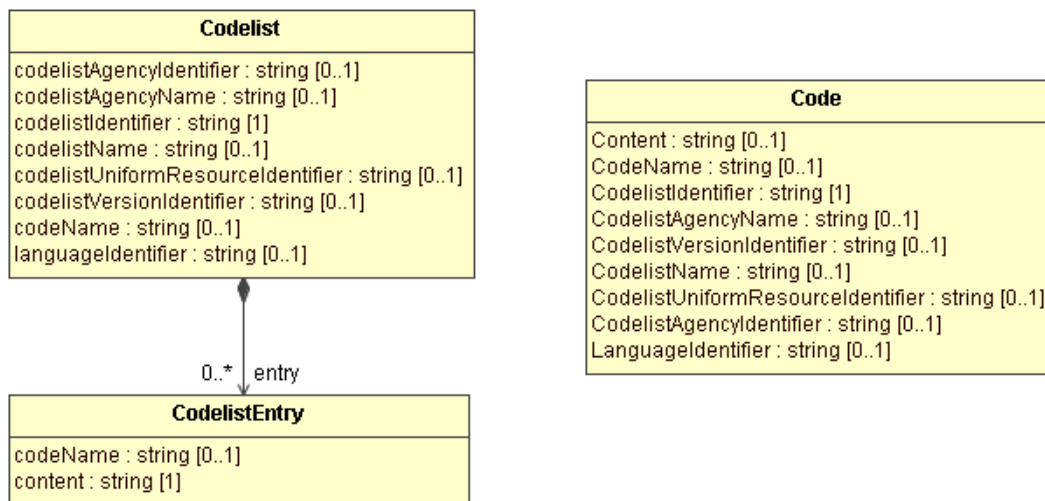 Codelist
codelistAgencyIdentifier : string [0..1]
codelistAgencyName : string [0..1]
codelistIdentifier : string [1]
codelistName : string [0..1]
codelistUniformResourceIdentifier : string [0..1]
codelistVersionIdentifier : string [0..1]
codeName : string [0..1]
languageIdentifier : string [0..1]
0..* entry
CodelistEntry
codeName : string [0..1]
content : string [1]
Code
Content : string [0..1]
CodeName : string [0..1]
CodelistIdentifier : string [1]
CodelistAgencyName : string [0..1]
CodelistVersionIdentifier : string [0..1]
CodelistName : string [0..1]
CodelistUniformResourceIdentifier : string [0..1]
CodelistAgencyIdentifier : string [0..1]
LanguageIdentifier : string [0..1]